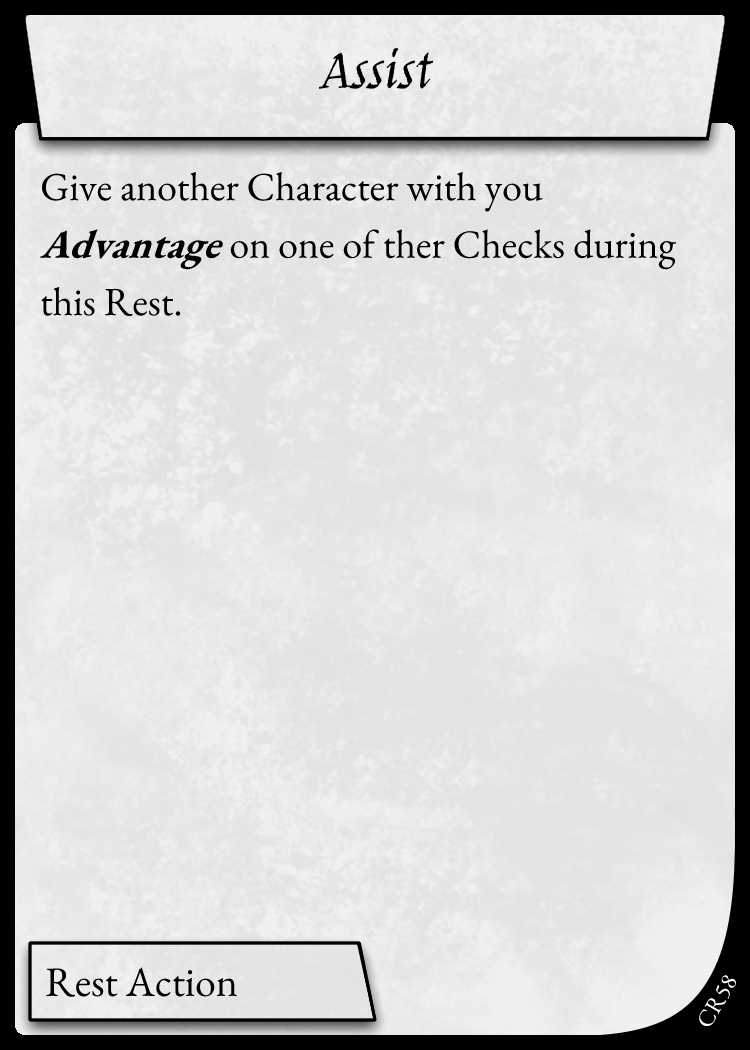 Assist
Give another Character with you
Advantage on one of ther Checks during
this Rest.
Rest Action
CR58